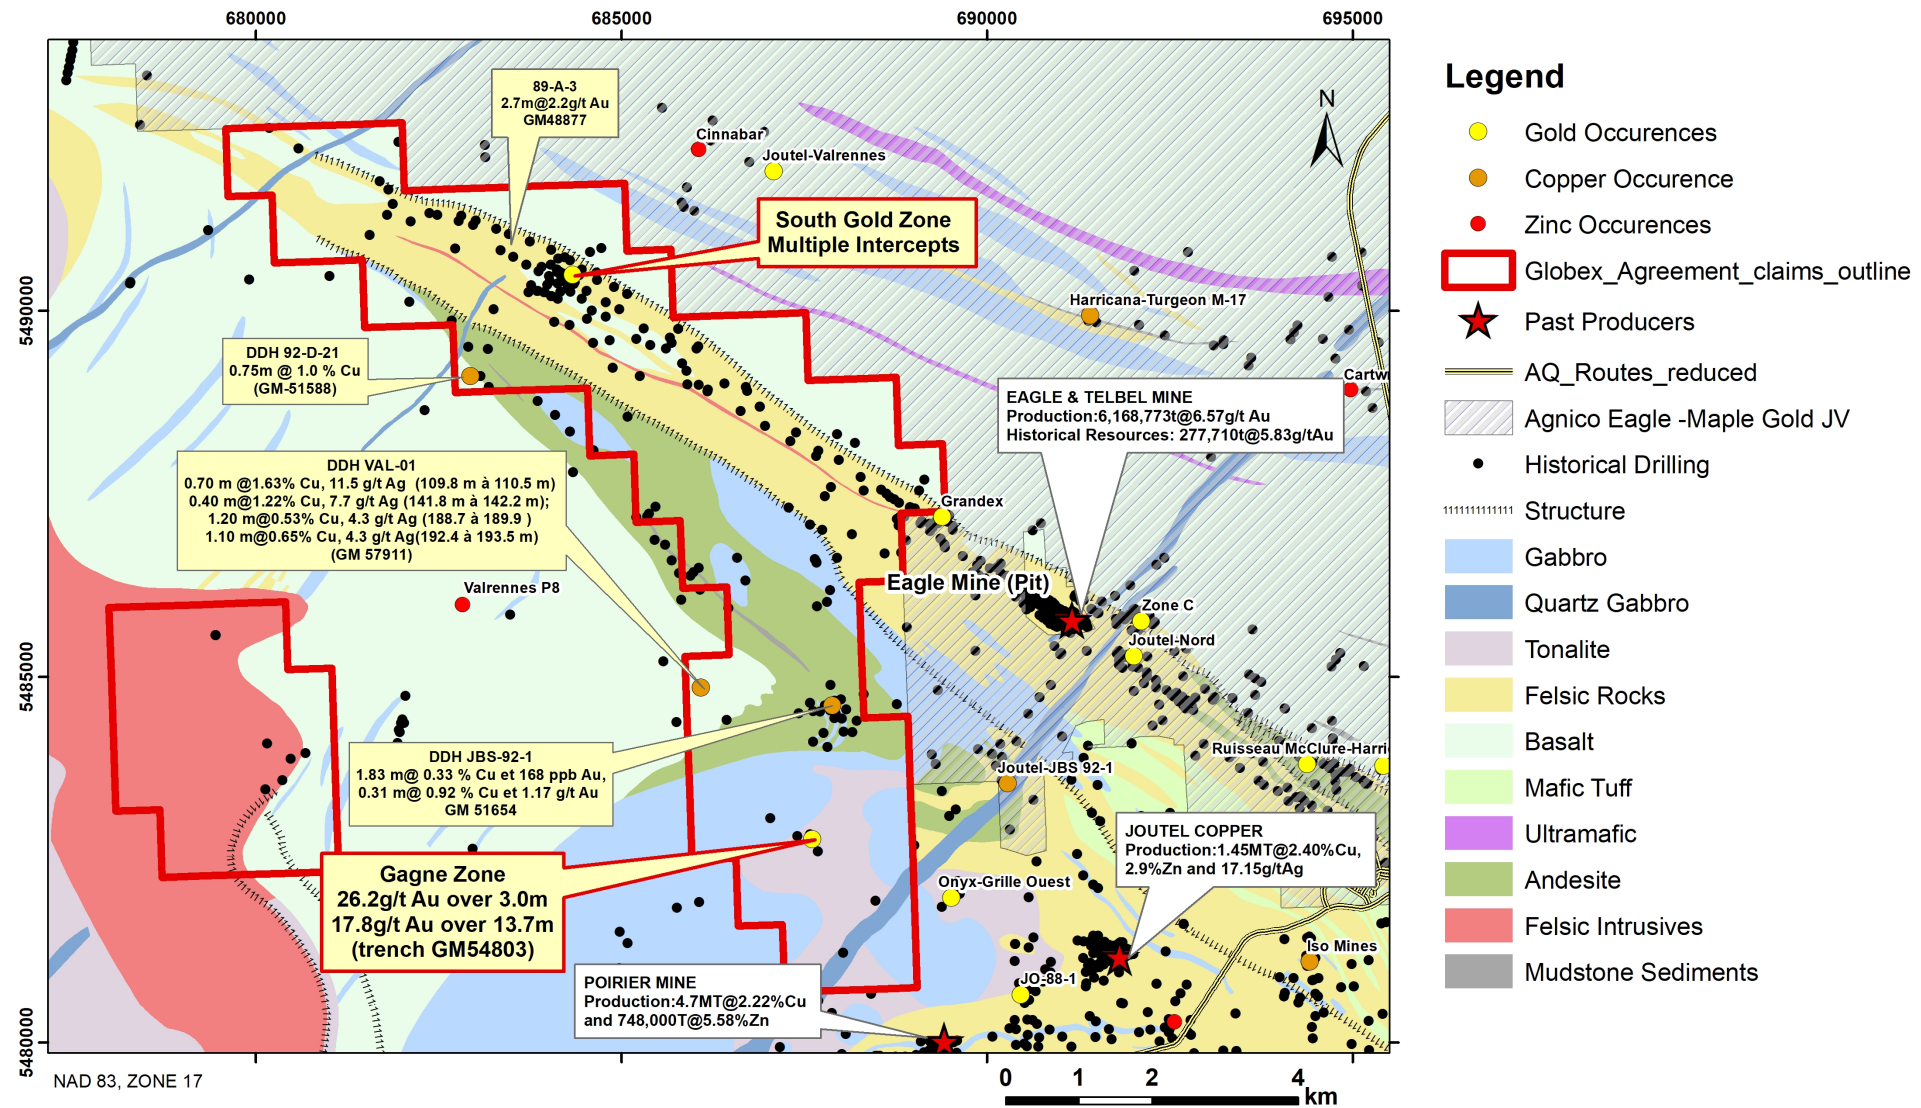 680000
685000
690000
695000
5490000
5485000
5480000
89-A-3
2.7m@2.2g/t Au
GM48877
Cinnabar
Joutel-Valrennes
N
South Gold Zone
Multiple Intercepts
Harricana-Turgeon M-17
DDH 92-D-21
0.75m @ 1.0 % Cu
(GM-51588)
EAGLE & TELBEL MINE
Production:6,168,773t@6.57g/t Au
Historical Resources: 277,710t@5.83g/tAu
DDH VAL-01
0.70 m @1.63% Cu, 11.5 g/t Ag (109.8 m à 110.5 m)
0.40 m@1.22% Cu, 7.7 g/t Ag (141.8 m à 142.2 m);
1.20 m@0.53% Cu, 4.3 g/t Ag (188.7 à 189.9 )
1.10 m@0.65% Cu, 4.3 g/t Ag(192.4 à 193.5 m)
(GM 57911)
Grandex
Eagle Mine (Pit)
Valrennes P8
Zone C
Joutel-Nord
DDH JBS-92-1
1.83 m@ 0.33 % Cu et 168 ppb Au,
0.31 m@ 0.92 % Cu et 1.17 g/t Au
GM 51654
Ruisseau McClure-Harri
Joutel-JBS 92-1
JOUTEL COPPER
Production:1.45MT@2.40%Cu,
2.9%Zn and 17.15g/tAg
Gagne Zone
26.2g/t Au over 3.0m
17.8g/t Au over 13.7m
(trench GM54803)
Onyx-Grille Ouest
Iso Mines
POIRIER MINE
Production:4.7MT@2.22%Cu
and 748,000T@5.58%Zn
JO-88-1
NAD 83, ZONE 17
0 1 2 4
km
Legend
Gold Occurences
Copper Occurence
Zinc Occurences
Globex_Agreement_claims_outline
Past Producers
AQ_Routes_reduced
Agnico Eagle -Maple Gold JV
Historical Drilling
Structure
Gabbro
Quartz Gabbro
Tonalite
Felsic Rocks
Basalt
Mafic Tuff
Ultramafic
Andesite
Felsic Intrusives
Mudstone Sediments